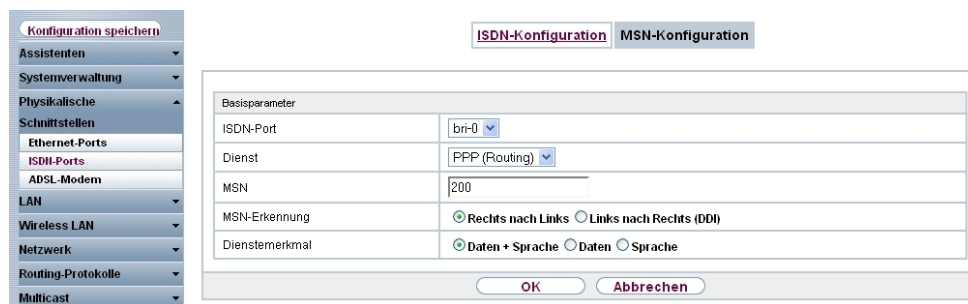 Konfiguration speichern
Assistenten
Systemverwaltung
Physikalische
Schnittstellen
Ethernet-Ports
ISDN-Ports
ADSL-Modem
LAN
Wireless LAN
Netzwerk
Routing-Protokolle
Multicast
ISDN-Konfiguration MSN-Konfiguration
Basisparameter
ISDN-Port bri-0
Dienst PPP (Routing)
MSN 200
MSN-Erkennung Rechts nach Links Links nach Rechts (DDI)
Dienstemerkmal Daten + Sprache Daten Sprache
OK Abbrechen